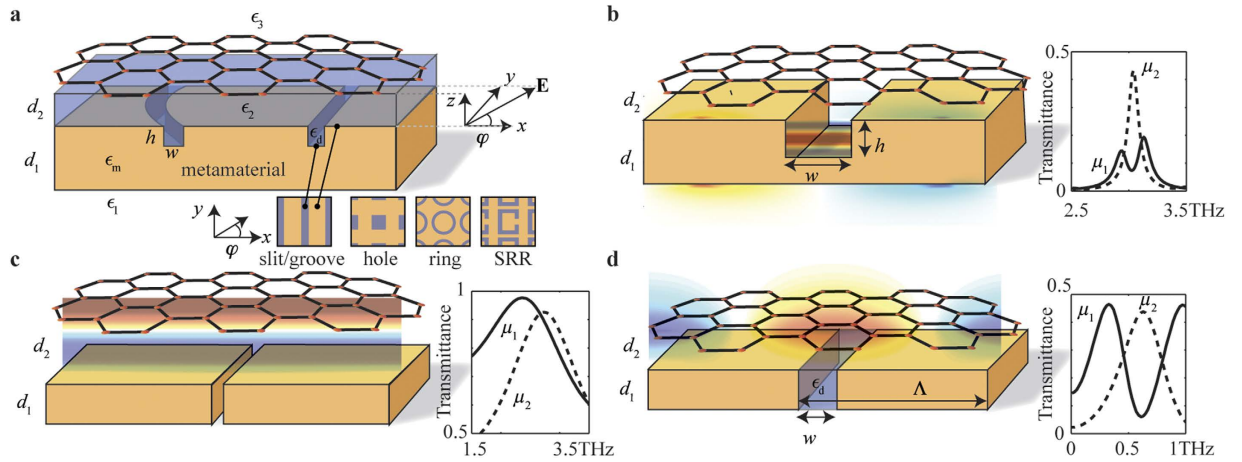 a
ϵ3
d2
ϵ2
h
w
ϵd
z
y
x
E
φ
d1
ϵm
metamaterial
ϵ1
y
x
φ
slit/groove
hole
ring
SRR
b
d2
d1
h
w
0.5
Transmittance
μ2
μ1
0
2.5
3.5THz
c
d2
d1
1
Transmittance
μ1
μ2
0.5
1.5
3.5THz
d
d2
d1
ϵd
Λ
w
0.5
Transmittance
μ1
μ2
0
0
0.5
1THz